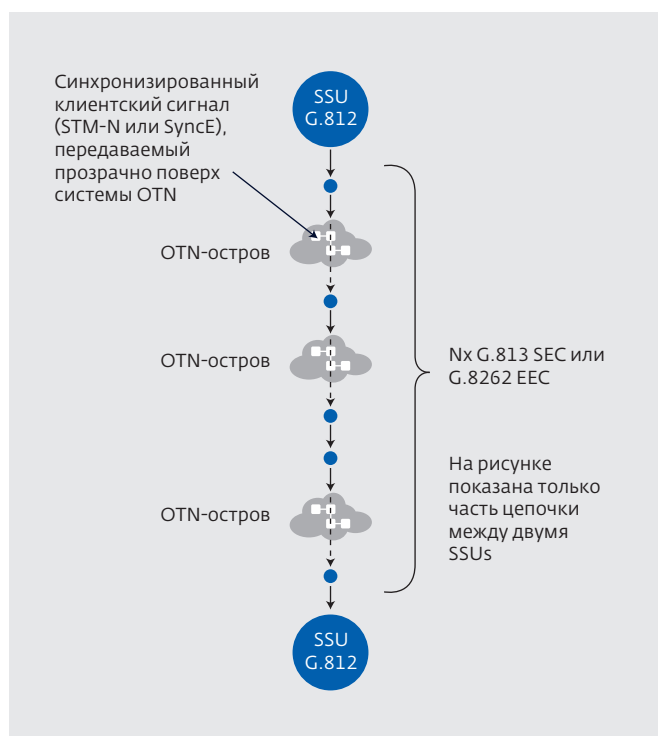 Синхронизированный
клиентский сигнал
(STM-N или SyncE),
передаваемый
прозрачно поверх
системы OTN
SSU
G.812
OTN-остров
OTN-остров
Nx G.813 SEC или
G.8262 EEC
На рисунке
показана только
часть цепочки
между двумя
SSUs
OTN-остров
SSU
G.812